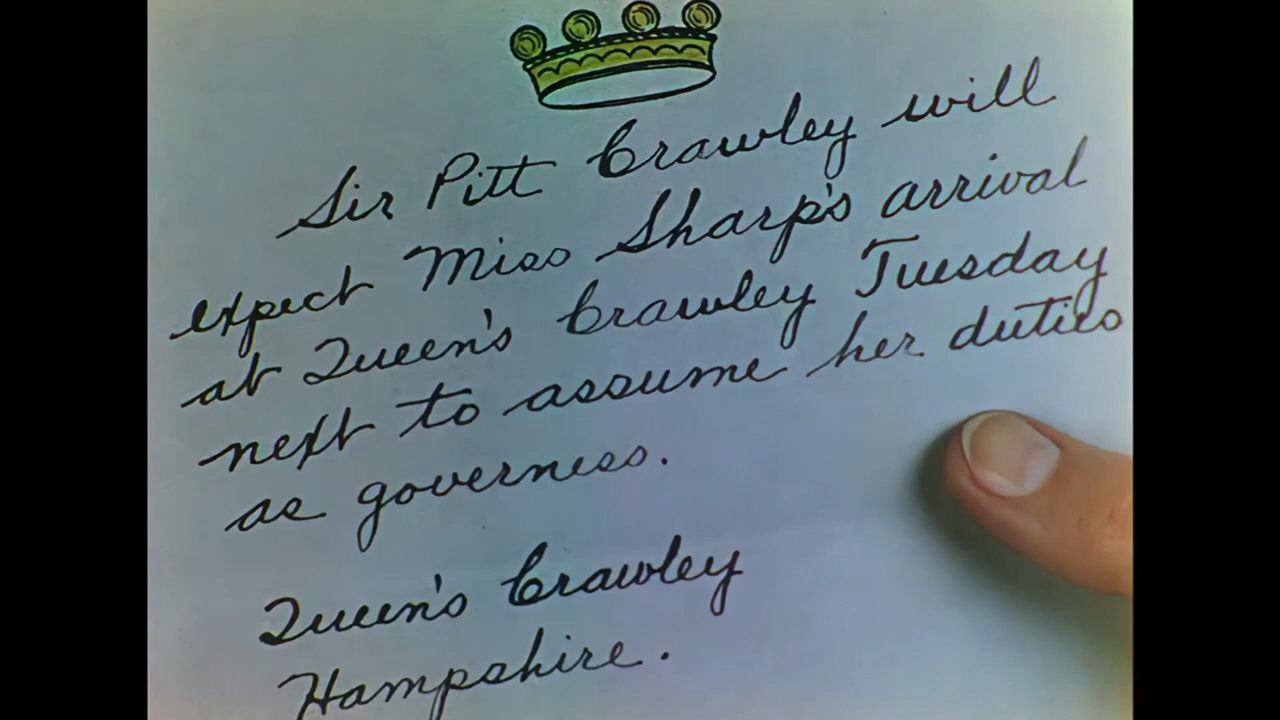 Sir Pitt Crawley will
expect Miss Sharp's arrival
at Queen's Crawley Tuesday
next to assume her duties
as governess.
Queen's Crawley
Hampshire.